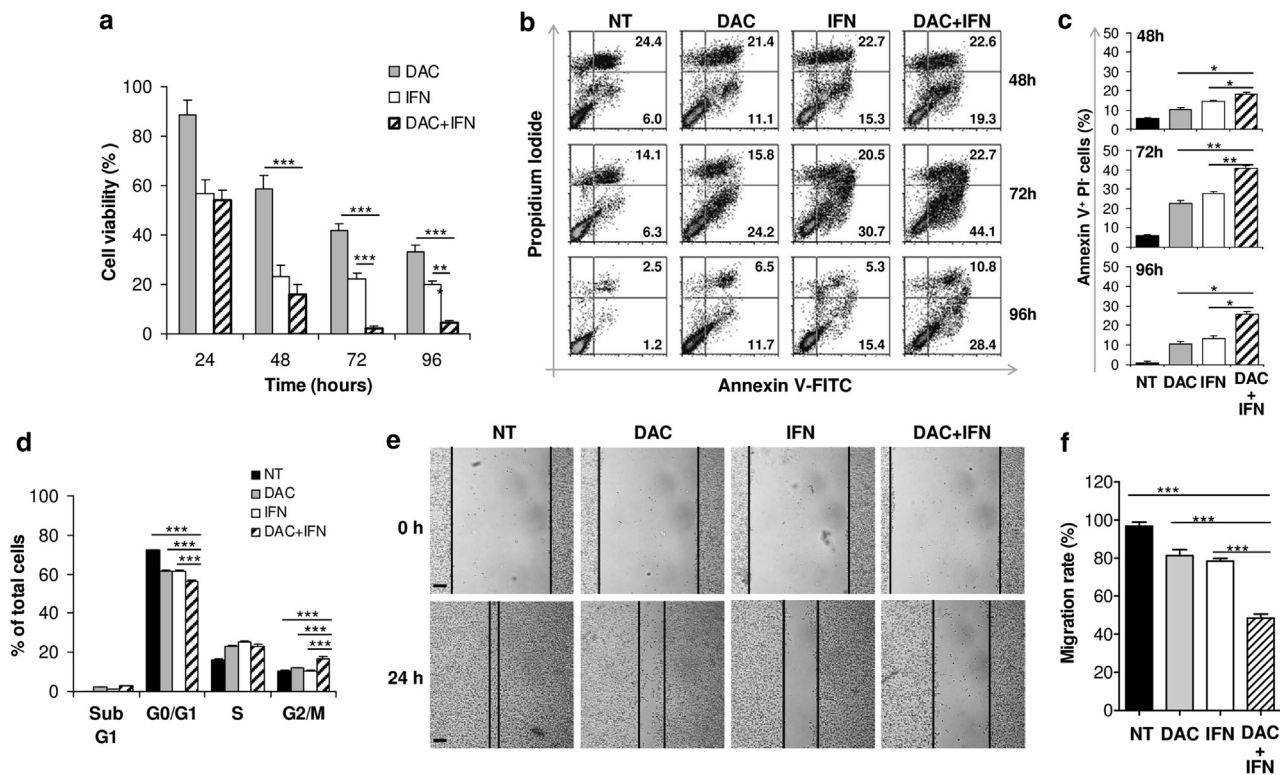 a
DAC
IFN
DAC+IFN
Cell viability (%)
100
80
60
40
20
0
***
***
***
***
**
*
24 48 72 96
Time (hours)
b
NT DAC IFN DAC+IFN
Propidium Iodide
24.4 21.4 22.7 22.6
6.0 11.1 15.3 19.3
48h
14.1 15.8 20.5 22.7
6.3 24.2 30.7 44.1
72h
2.5 6.5 5.3 10.8
1.2 11.7 15.4 28.4
96h
Annexin V-FITC
c
Annexin V+ PI- cells (%)
48h
50
40
30
20
10
0
*
*
72h
50
40
30
20
10
0
**
**
96h
50
40
30
20
10
0
*
*
NT DAC IFN DAC
+
IFN
d
NT
DAC
IFN
DAC+IFN
% of total cells
100
80
60
40
20
0
***
***
***
***
***
***
Sub G0/G1 S G2/M
G1
e
NT DAC IFN DAC+IFN
0 h
24 h
f
Migration rate (%)
120
100
80
60
40
20
0
***
***
***
NT DAC IFN DAC
+
IFN